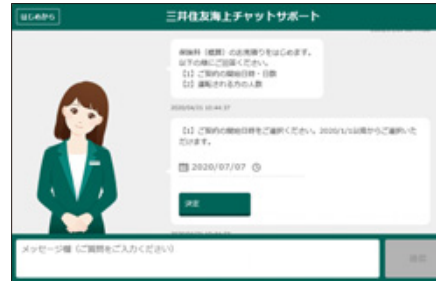 はじめから
三井住友海上チャットサポート
保険料（概算）のお見積りをはじめます。
以下の様にご回答ください。
【1】ご契約の開始日時・日数
【2】運転される方の人数
【1】ご契約の開始日時をご選択ください。2020/1/1以降からご選択いた
だけます。
2020/07/07
決定
メッセージ欄（ご質問をご入力ください）
送信